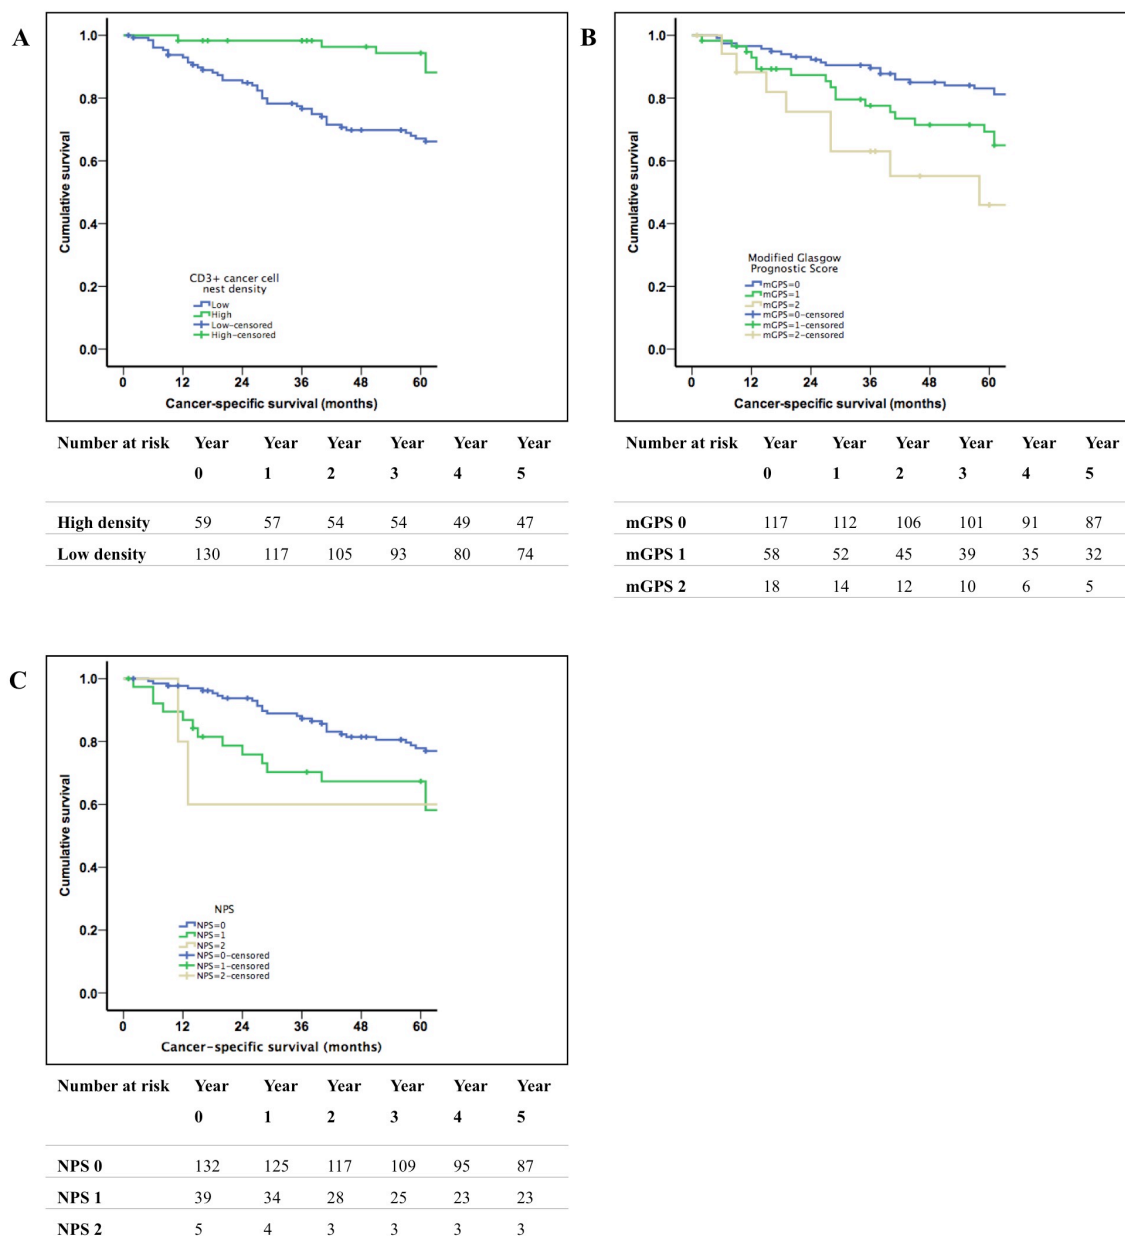 A
1.0
0.8
0.6
0.4
0.2
0.0
Cumulative survival
CD3+ cancer cell
nest density
Low
High
Low-censored
High-censored
0 12 24 36 48 60
Cancer-specific survival (months)
Number at risk Year Year Year Year Year Year
0 1 2 3 4 5
High density 59 57 54 54 49 47
Low density 130 117 105 93 80 74
B
1.0
0.8
0.6
0.4
0.2
0.0
Cumulative survival
Modified Glasgow
Prognostic Score
mGPS=0
mGPS=1
mGPS=2
mGPS=0-censored
mGPS=1-censored
mGPS=2-censored
0 12 24 36 48 60
Cancer-specific survival (months)
Number at risk Year Year Year Year Year Year
0 1 2 3 4 5
mGPS 0 117 112 106 101 91 87
mGPS 1 58 52 45 39 35 32
mGPS 2 18 14 12 10 6 5
C
1.0
0.8
0.6
0.4
0.2
0.0
Cumulative survival
NPS
NPS=0
NPS=1
NPS=2
NPS=0-censored
NPS=1-censored
NPS=2-censored
0 12 24 36 48 60
Cancer-specific survival (months)
Number at risk Year Year Year Year Year Year
0 1 2 3 4 5
NPS 0 132 125 117 109 95 87
NPS 1 39 34 28 25 23 23
NPS 2 5 4 3 3 3 3